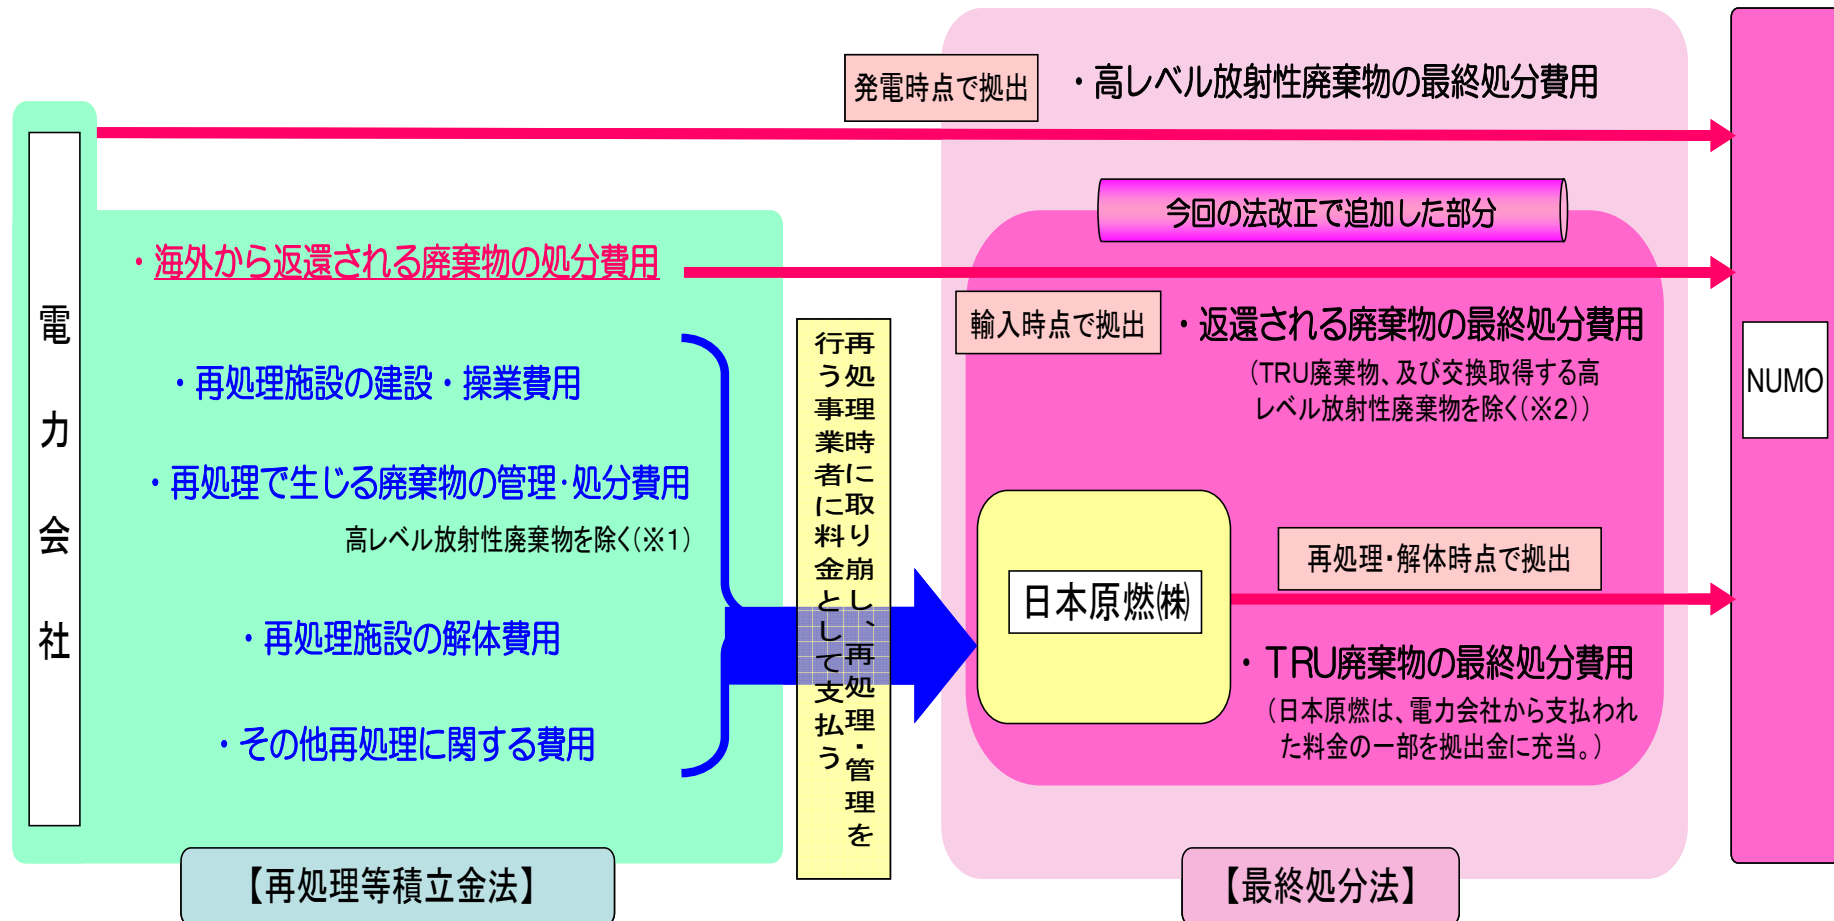 発電時点で拠出
・高レベル放射性廃棄物の最終処分費用
今回の法改正で追加した部分
・海外から返還される廃棄物の処分費用
輸入時点で拠出
・返還される廃棄物の最終処分費用
（TRU廃棄物、及び交換取得する高
レベル放射性廃棄物を除く（※2））
電力会社
・再処理施設の建設・操業費用
・再処理で生じる廃棄物の管理・処分費用
高レベル放射性廃棄物を除く（※1）
・再処理施設の解体費用
・その他再処理に関する費用
再処理時に取り崩し、再処理・管理を
行う事業者に料金として支払う
日本原燃㈱
再処理・解体時点で拠出
・TRU廃棄物の最終処分費用
（日本原燃は、電力会社から支払われ
た料金の一部を拠出金に充当。）
NUMO
【再処理等積立金法】
【最終処分法】